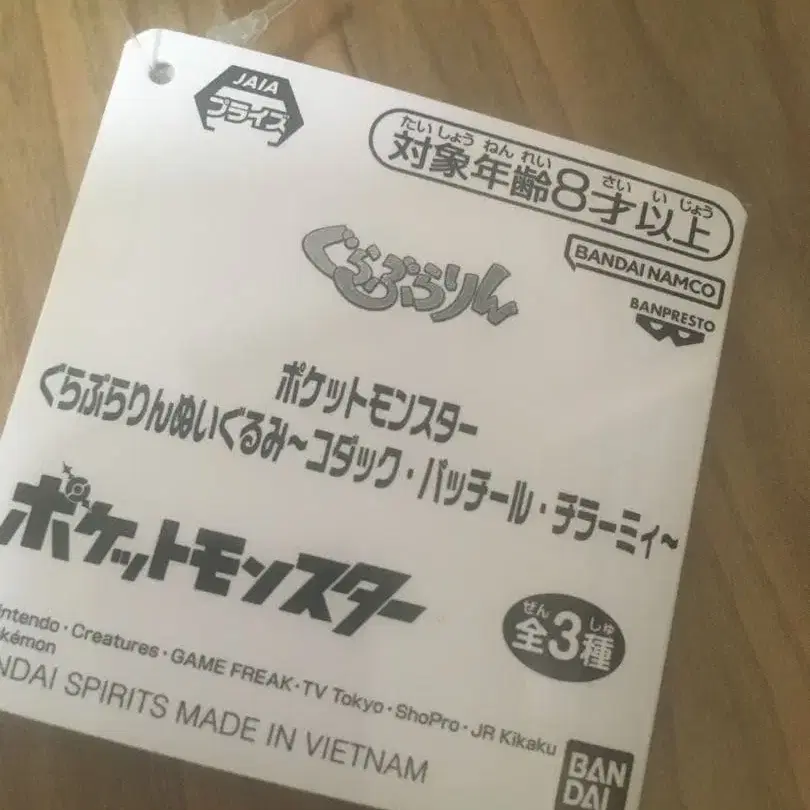 JAIA
プライズ
たいしょうねんれい さいいじょう
対象年齢8才以上
ぐらぶらりん
BANDAI NAMCO
BANPRESTO
ポケットモンスター
ぐらぶらりんぬいぐるみ～コダック・バッチール・チラーミィ～
ポケットモンスター
ぜん しゅ
全3種
intendo・Creatures・GAME FREAK・TV Tokyo・ShoPro・JR Kikaku
kémon
NDAI SPIRITS MADE IN VIETNAM
BAN
DAI